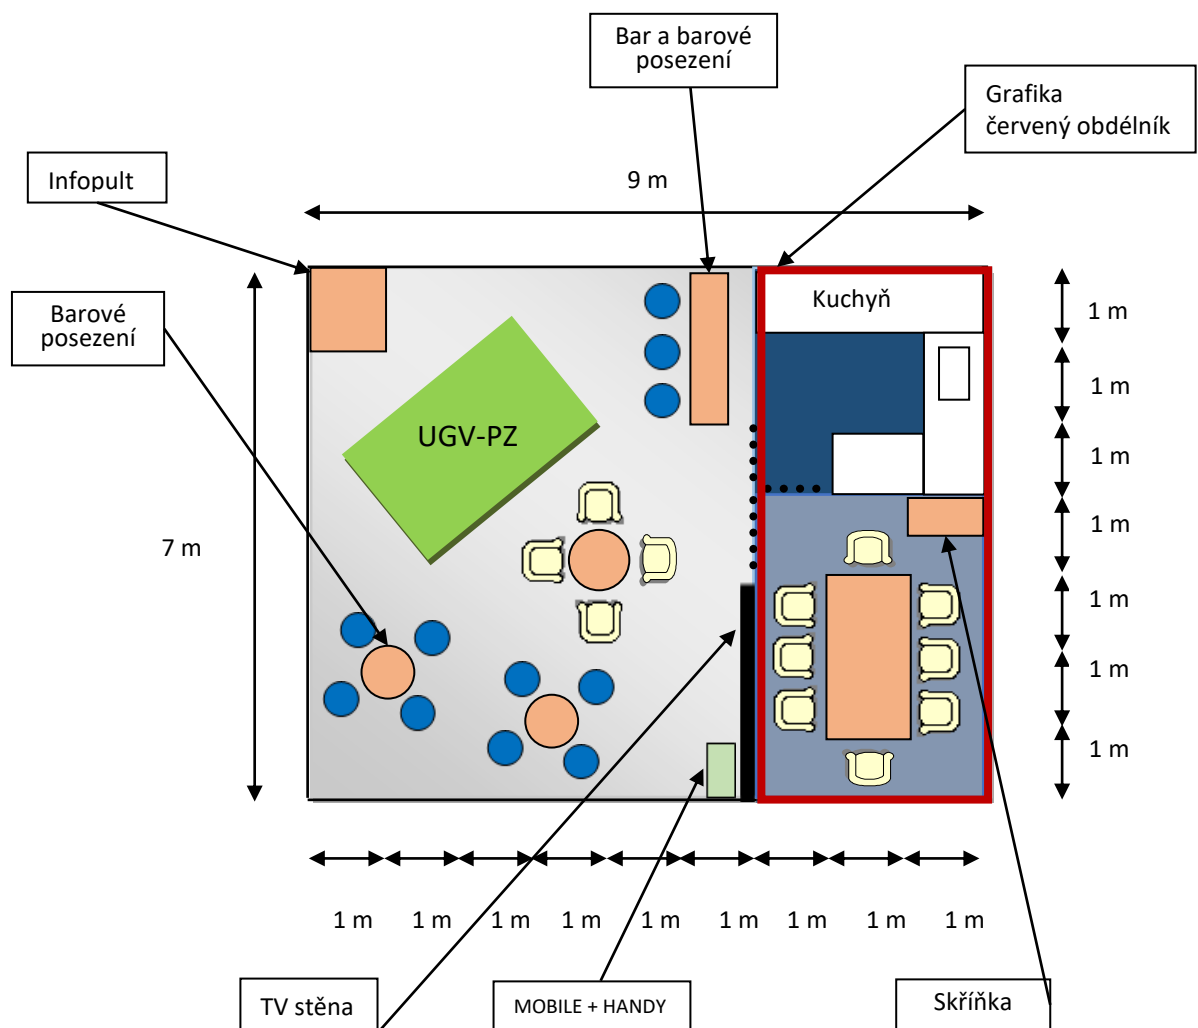 Bar a barové
posezení
Grafika
červený obdélník
Infopult
9 m
Barové
posezení
Kuchyň
1 m
1 m
UGV-PZ
1 m
1 m
7 m
1 m
1 m
1 m
1 m
1 m
1 m
1 m
1 m
1 m
1 m
1 m
1 m
TV stěna
MOBILE + HANDY
Skříňka